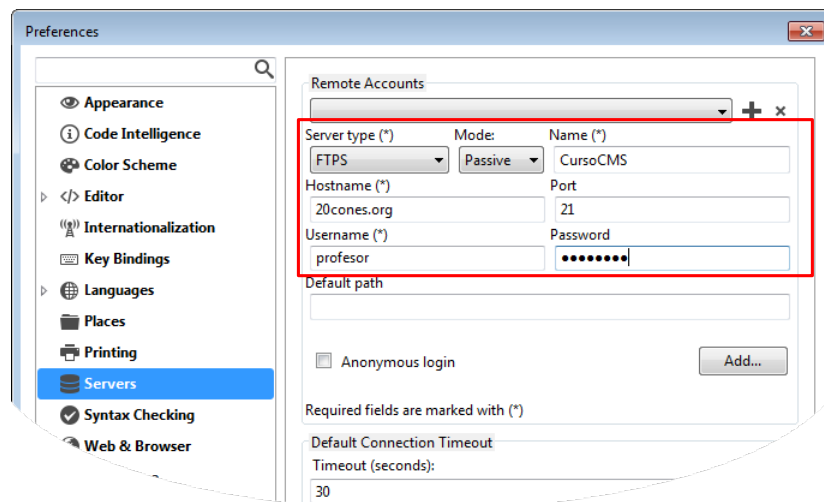 Preferences
Appearance
Code Intelligence
Color Scheme
</> Editor
Internationalization
Key Bindings
Languages
Places
Printing
Servers
Syntax Checking
Web & Browser
Remote Accounts
Server type (*) Mode: Name (*)
FTPS Passive CursoCMS
Hostname (*) Port
20cones.org 21
Username (*) Password
profesor ••••••••
Default path
Anonymous login Add...
Required fields are marked with (*)
Default Connection Timeout
Timeout (seconds):
30